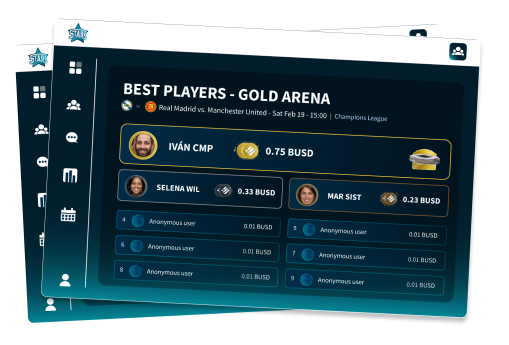 STARS
BEST PLAYERS - GOLD ARENA
Real Madrid vs. Manchester United - Sat Feb 19 - 15:00 | Champions League
IVÁN CMP 0.75 BUSD
SELENA WIL 0.33 BUSD
MAR SIST 0.23 BUSD
4 Anonymous user 0.01 BUSD
5 Anonymous user 0.01 BUSD
6 Anonymous user 0.01 BUSD
7 Anonymous user 0.01 BUSD
8 Anonymous user 0.01 BUSD
9 Anonymous user 0.01 BUSD